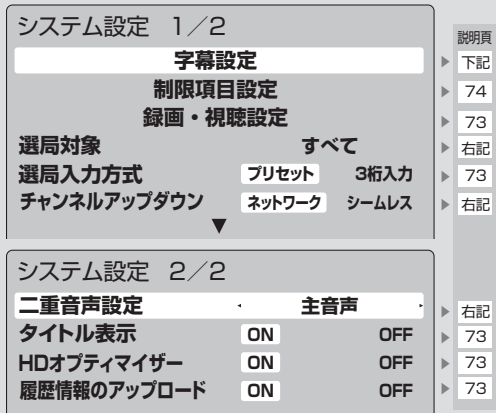 システム設定 1／2
説明頁
字幕設定 ▶ 下記
制限項目設定 ▶ 74
録画・視聴設定 ▶ 73
選局対象 すべて ▶ 右記
選局入力方式 プリセット 3桁入力 ▶ 73
チャンネルアップダウン ネットワーク シームレス ▶ 右記
▼
システム設定 2／2
二重音声設定 主音声 ▶ 右記
タイトル表示 ON OFF ▶ 73
HDオプティマイザー ON OFF ▶ 73
履歴情報のアップロード ON OFF ▶ 73